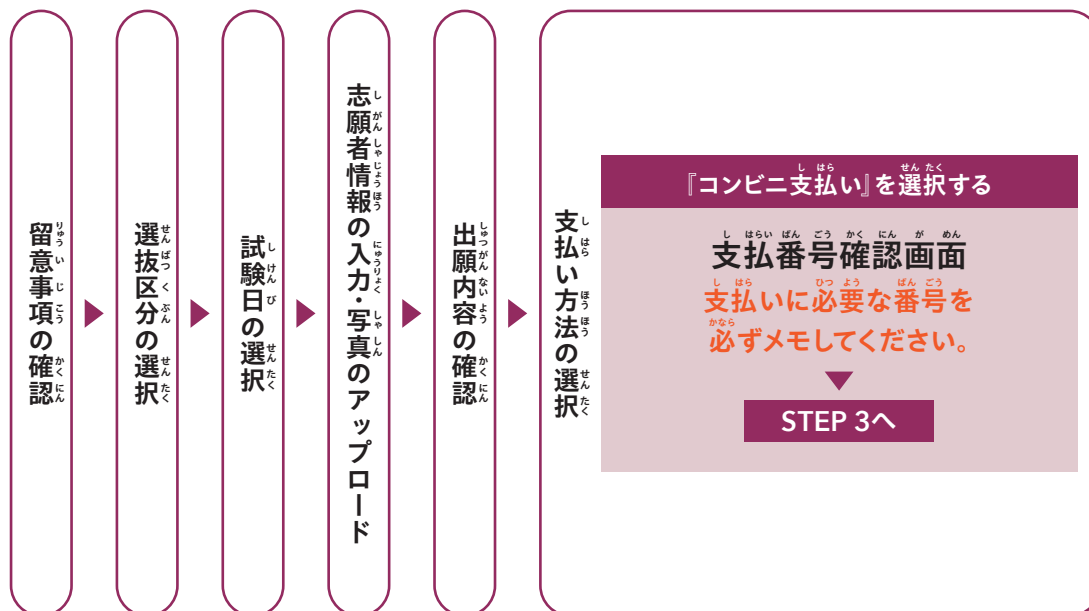 留意事項の確認
選抜区分の選択
試験日の選択
志願者情報の入力・写真のアップロード
出願内容の確認
支払い方法の選択
『コンビニ支払い』を選択する
支払番号確認画面
支払いに必要な番号を
必ずメモしてください。
STEP 3へ